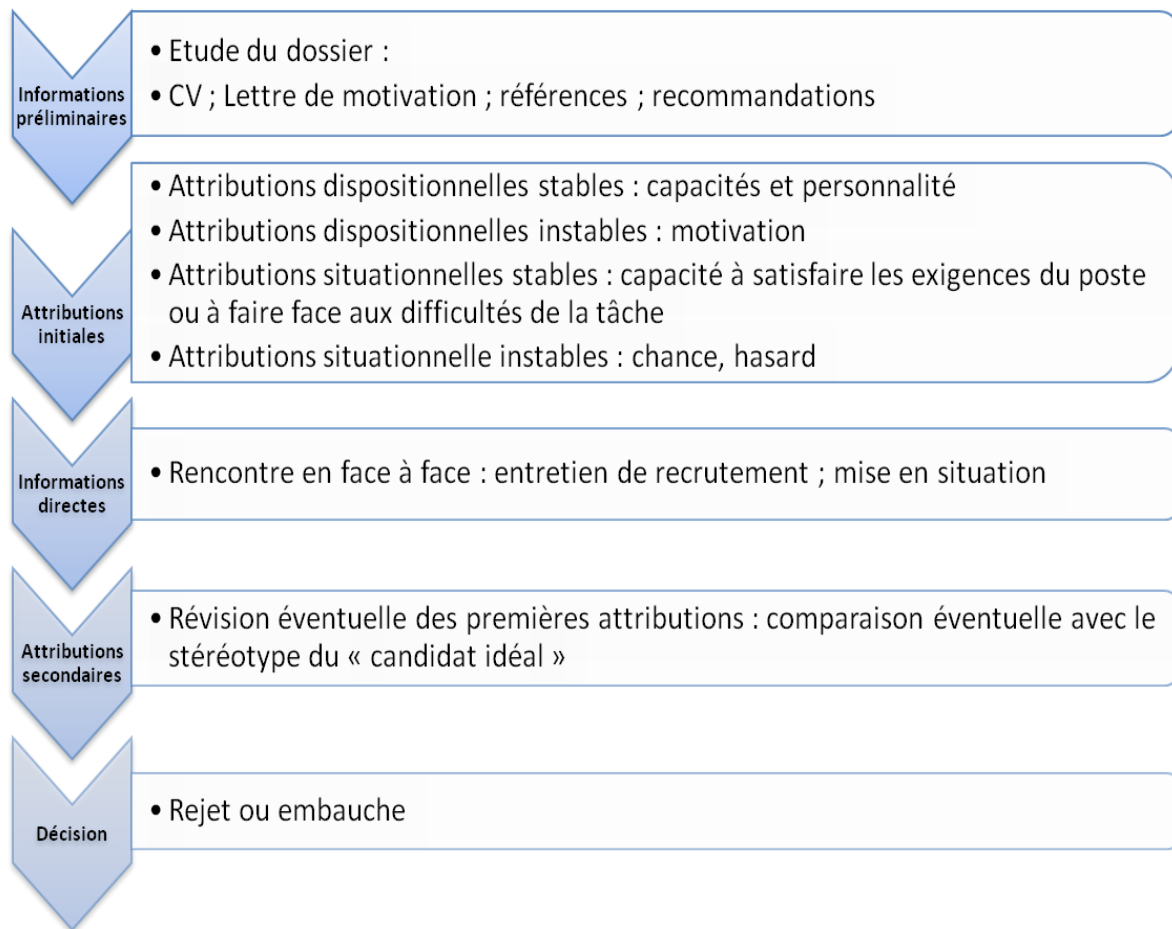 Informations
préliminaires
• Etude du dossier :
• CV ; Lettre de motivation ; références ; recommandations
Attributions
initiales
• Attributions dispositionnelles stables : capacités et personnalité
• Attributions dispositionnelles instables : motivation
• Attributions situationnelles stables : capacité à satisfaire les exigences du poste
ou à faire face aux difficultés de la tâche
• Attributions situationnelle instables : chance, hasard
Informations
directes
• Rencontre en face à face : entretien de recrutement ; mise en situation
Attributions
secondaires
• Révision éventuelle des premières attributions : comparaison éventuelle avec le
stéréotype du « candidat idéal »
Décision
• Rejet ou embauche